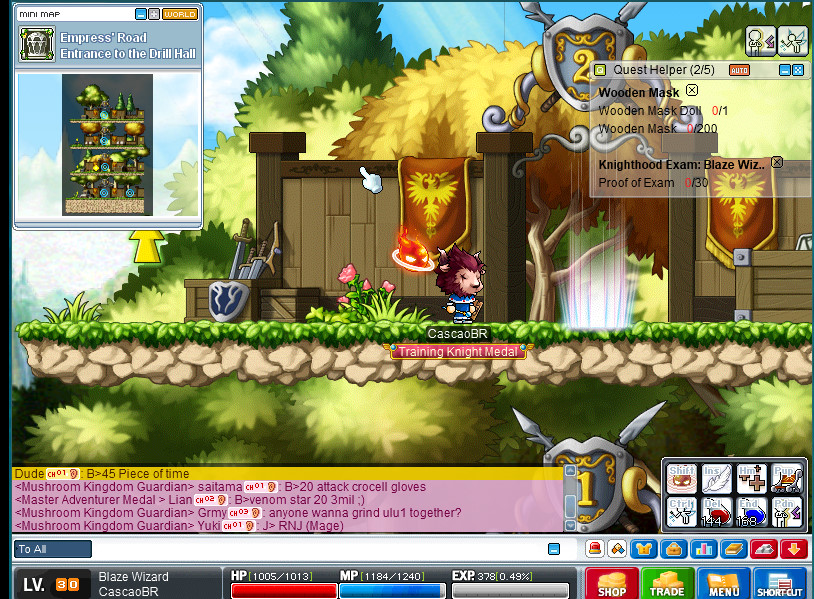 MINI MAP
WORLD
Empress' Road
Entrance to the Drill Hall
2
Quest Helper (2/5)
AUTO
Wooden Mask
Wooden Mask Doll 0/1
Wooden Mask 0/200
Knighthood Exam: Blaze Wiz..
Proof of Exam 0/30
CascaoBR
Training Knight Medal
1
Dude CH01: B>45 Piece of time
<Mushroom Kingdom Guardian> saitama CH01: B>20 attack crocell gloves
<Master Adventurer Medal > Lian CH02: B>venom star 20 3mil ;)
<Mushroom Kingdom Guardian> Grmy CH03: anyone wanna grind ulu1 together?
<Mushroom Kingdom Guardian> Yuki CH01: J> RNJ (Mage)
Shift Ins Hm Pup
Ctrl Del End Pdn
144 168
To All
LV. 30
Blaze Wizard
CascaoBR
HP[1005/1013] MP[1184/1240] EXP 378[0.49%]
SHOP TRADE MENU SHORT CUT